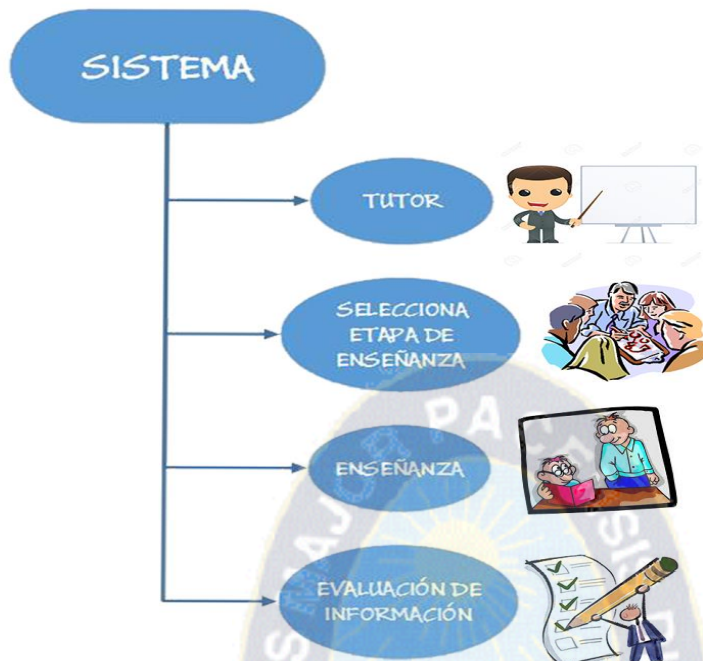 SISTEMA
TUTOR
SELECCIONA
ETAPA DE
ENSEÑANZA
ENSEÑANZA
EVALUACIÓN DE
INFORMACIÓN